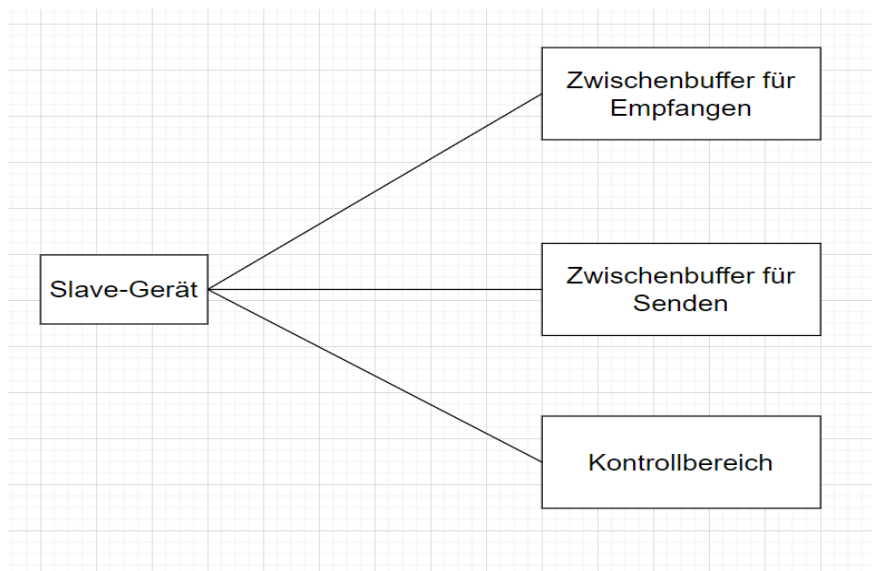 Zwischenbuffer für
Empfangen
Slave-Gerät
Zwischenbuffer für
Senden
Kontrollbereich